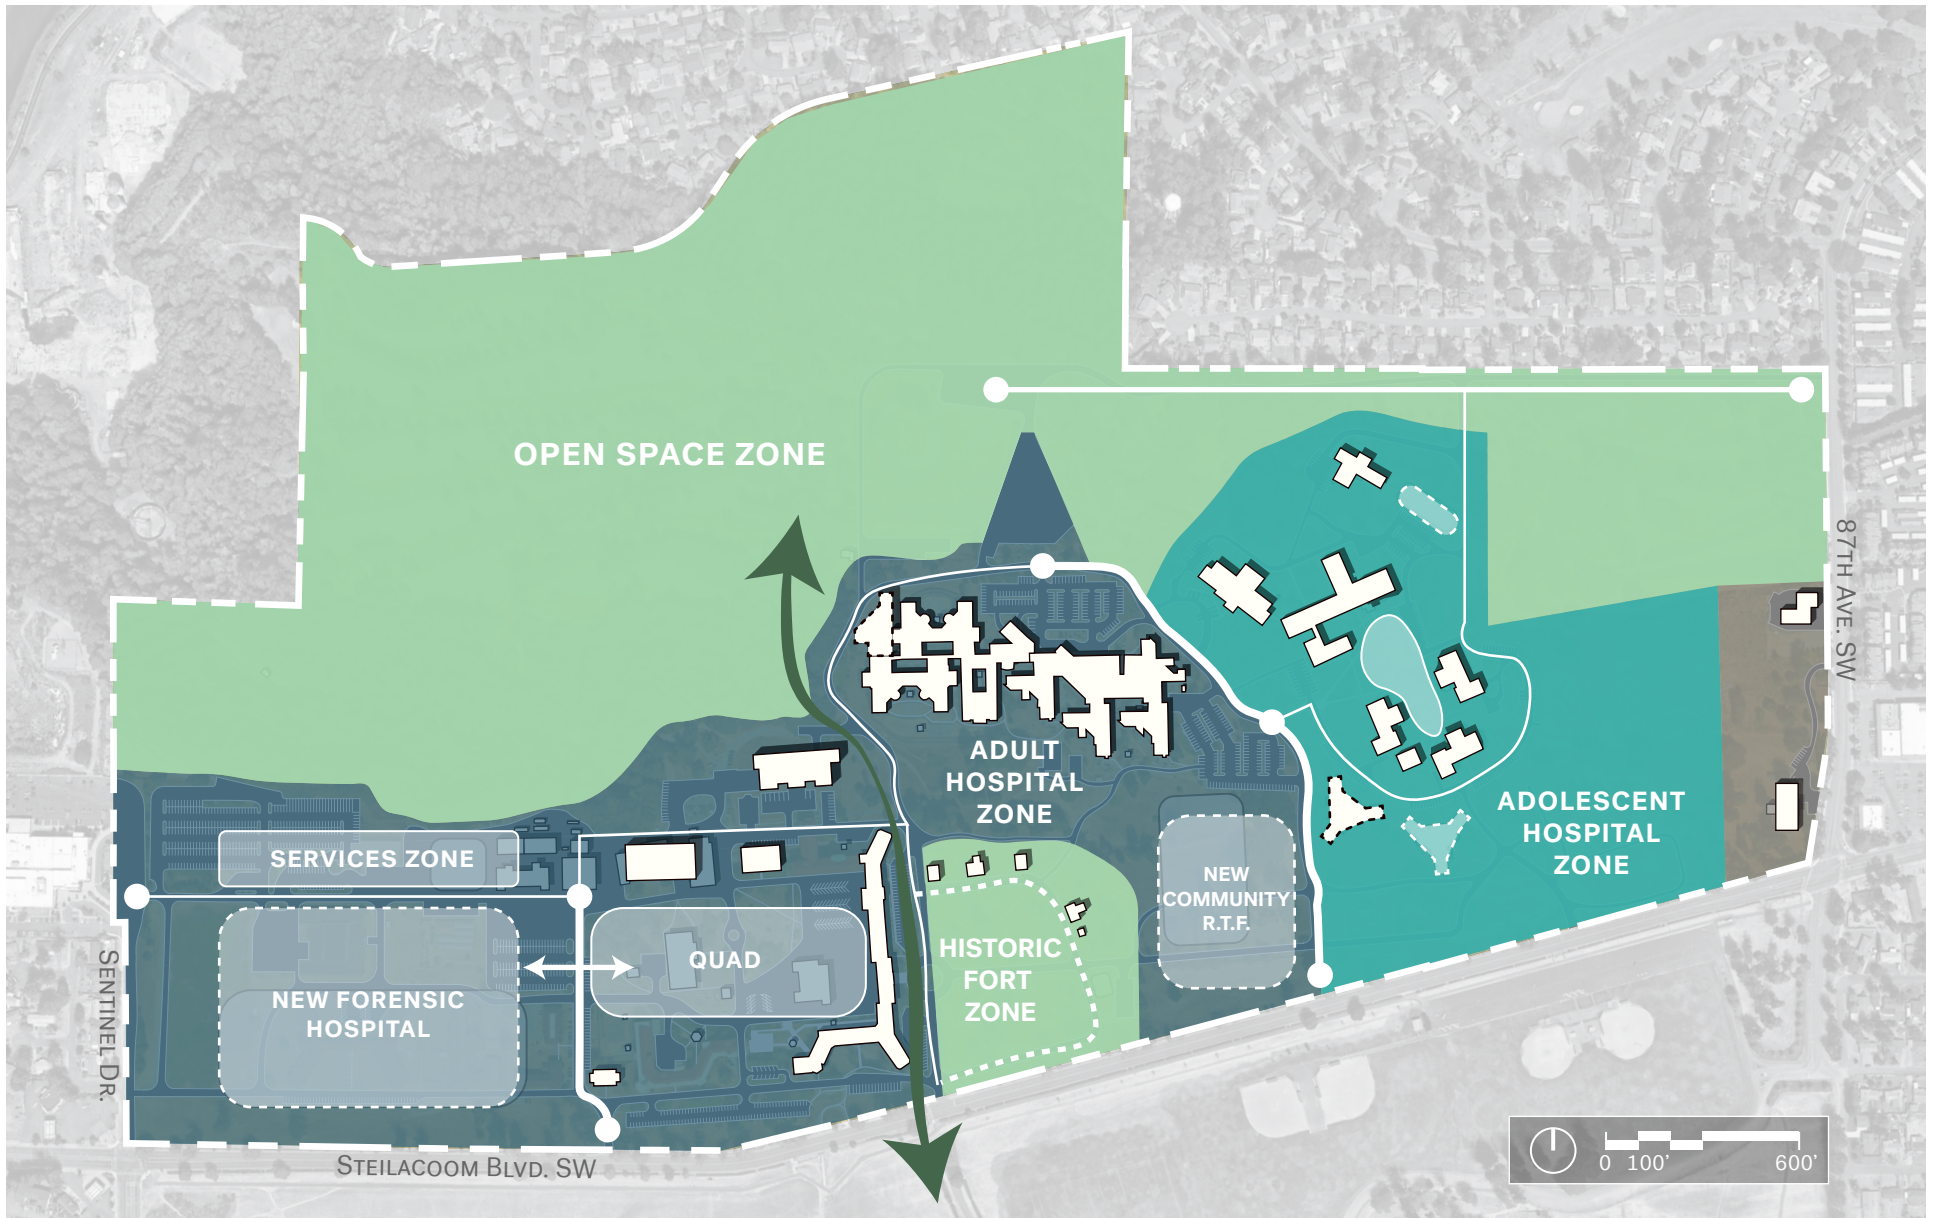 OPEN SPACE ZONE
87TH AVE. SW
ADULT
HOSPITAL
ZONE
ADOLESCENT
HOSPITAL
ZONE
SERVICES ZONE
NEW
COMMUNITY
R.T.F.
HISTORIC
FORT
ZONE
QUAD
NEW FORENSIC
HOSPITAL
SENTINEL DR.
STEILACOOM BLVD. SW
0 100' 600'